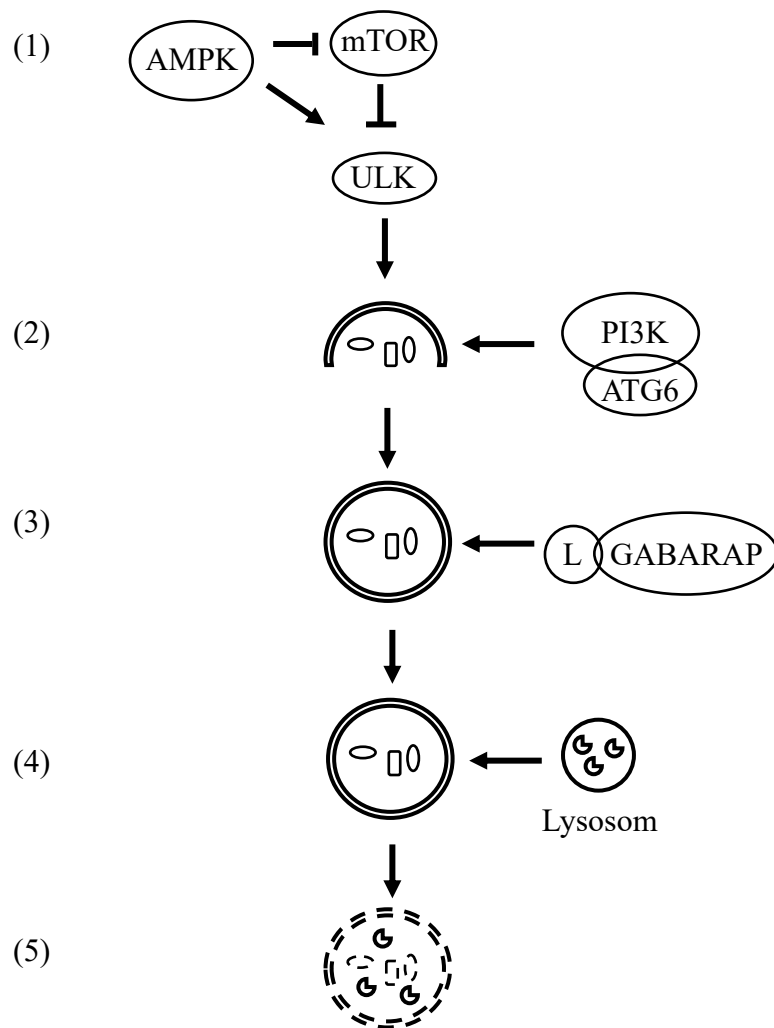 (1)
AMPK
mTOR
ULK
(2)
PI3K
ATG6
(3)
L
GABARAP
(4)
Lysosom
(5)